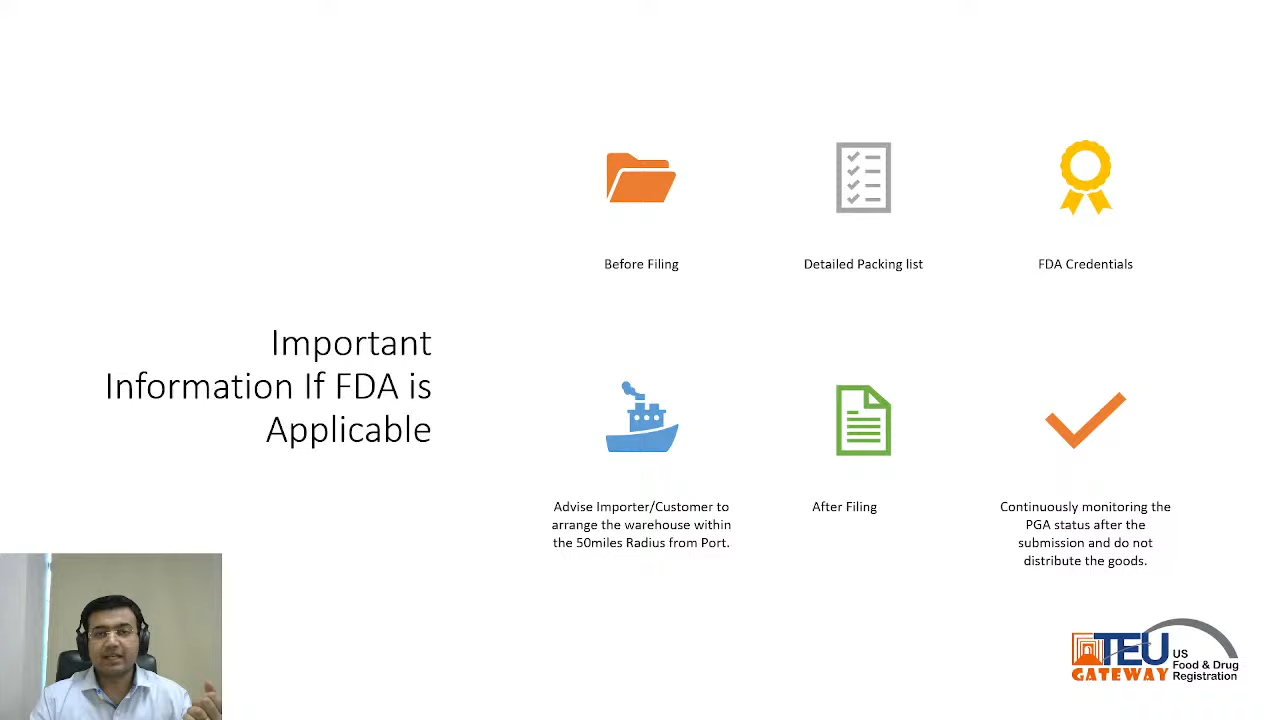 Important
Information If FDA is
Applicable
Before Filing
Detailed Packing list
FDA Credentials
Advise Importer/Customer to
arrange the warehouse within
the 50miles Radius from Port.
After Filing
Continuously monitoring the
PGA status after the
submission and do not
distribute the goods.
TEU
GATEWAY
US
Food & Drug
Registration